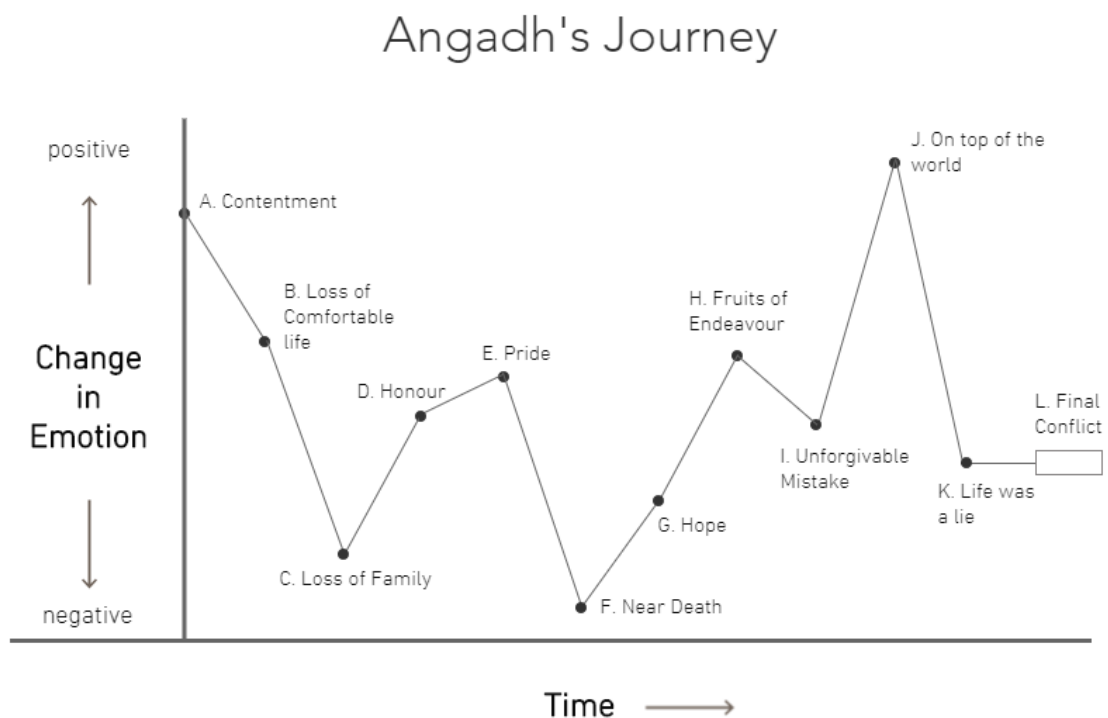 Angadh's Journey
positive
Change
in
Emotion
negative
A. Contentment
B. Loss of
Comfortable
life
C. Loss of Family
D. Honour
E. Pride
F. Near Death
G. Hope
H. Fruits of
Endeavour
I. Unforgivable
Mistake
J. On top of the
world
K. Life was
a lie
L. Final
Conflict
Time